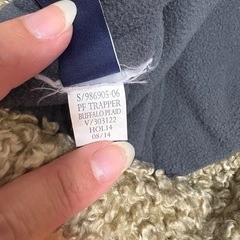 S/986905-06
PF TRAPPER
BUFFALO PLAID
V/303122
HOL14
08/14